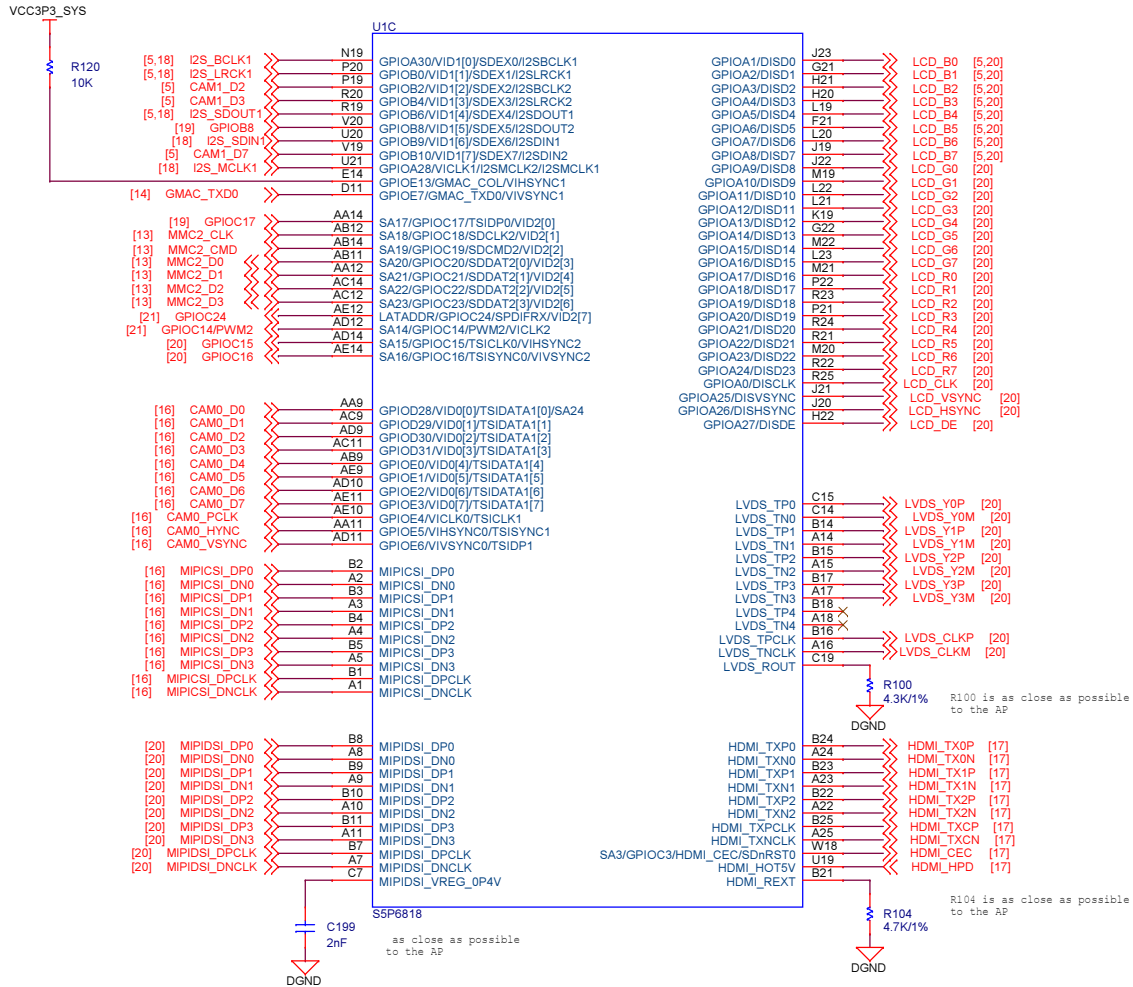 VCC3P3_SYS
R120
10K
U1C
[5,18] I2S_BCLK1 N19 GPIOA30/VID1[0]/SDEX0/I2SBCLK1
[5,18] I2S_LRCK1 P20 GPIOB0/VID1[1]/SDEX1/I2SLRCK1
[5] CAM1_D2 P19 GPIOB2/VID1[2]/SDEX2/I2SBCLK2
[5] CAM1_D3 R20 GPIOB4/VID1[3]/SDEX3/I2SLRCK2
[5,18] I2S_SDOUT1 R19 GPIOB6/VID1[4]/SDEX4/I2SDOUT1
[19] GPIOB8 V20 GPIOB8/VID1[5]/SDEX5/I2SDOUT2
[18] I2S_SDIN1 U20 GPIOB9/VID1[6]/SDEX6/I2SDIN1
[5] CAM1_D7 V19 GPIOB10/VID1[7]/SDEX7/I2SDIN2
[18] I2S_MCLK1 U21 GPIOA28/VICLK1/I2SMCLK2/I2SMCLK1
E14 GPIOE13/GMAC_COL/VIHSYNC1
[14] GMAC_TXD0 D11 GPIOE7/GMAC_TXD0/VIVSYNC1
[19] GPIOC17 AA14 SA17/GPIOC17/TSIDP0/VID2[0]
[13] MMC2_CLK AB12 SA18/GPIOC18/SDCLK2/VID2[1]
[13] MMC2_CMD AB14 SA19/GPIOC19/SDCMD2/VID2[2]
[13] MMC2_D0 AB11 SA20/GPIOC20/SDDAT2[0]/VID2[3]
[13] MMC2_D1 AA12 SA21/GPIOC21/SDDAT2[1]/VID2[4]
[13] MMC2_D2 AC14 SA22/GPIOC22/SDDAT2[2]/VID2[5]
[13] MMC2_D3 AC12 SA23/GPIOC23/SDDAT2[3]/VID2[6]
[21] GPIOC24 AE12 LATADDR/GPIOC24/SPDIFRX/VID2[7]
[21] GPIOC14/PWM2 AD12 SA14/GPIOC14/PWM2/VICLK2
[20] GPIOC15 AD14 SA15/GPIOC15/TSICLK0/VIHSYNC2
[20] GPIOC16 AE14 SA16/GPIOC16/TSISYNC0/VIVSYNC2
[16] CAM0_D0 AA9 GPIOD28/VID0[0]/TSIDATA1[0]/SA24
[16] CAM0_D1 AC9 GPIOD29/VID0[1]/TSIDATA1[1]
[16] CAM0_D2 AD9 GPIOD30/VID0[2]/TSIDATA1[2]
[16] CAM0_D3 AC11 GPIOD31/VID0[3]/TSIDATA1[3]
[16] CAM0_D4 AB9 GPIOE0/VID0[4]/TSIDATA1[4]
[16] CAM0_D5 AE9 GPIOE1/VID0[5]/TSIDATA1[5]
[16] CAM0_D6 AD10 GPIOE2/VID0[6]/TSIDATA1[6]
[16] CAM0_D7 AE11 GPIOE3/VID0[7]/TSIDATA1[7]
[16] CAM0_PCLK AE10 GPIOE4/VICLK0/TSICLK1
[16] CAM0_HYNC AA11 GPIOE5/VIHSYNC0/TSISYNC1
[16] CAM0_VSYNC AD11 GPIOE6/VIVSYNC0/TSIDP1
[16] MIPICSI_DP0 B2 MIPICSI_DP0
[16] MIPICSI_DN0 A2 MIPICSI_DN0
[16] MIPICSI_DP1 B3 MIPICSI_DP1
[16] MIPICSI_DN1 A3 MIPICSI_DN1
[16] MIPICSI_DP2 B4 MIPICSI_DP2
[16] MIPICSI_DN2 A4 MIPICSI_DN2
[16] MIPICSI_DP3 B5 MIPICSI_DP3
[16] MIPICSI_DN3 A5 MIPICSI_DN3
[16] MIPICSI_DPCLK B1 MIPICSI_DPCLK
[16] MIPICSI_DNCLK A1 MIPICSI_DNCLK
[20] MIPIDSI_DP0 B8 MIPIDSI_DP0
[20] MIPIDSI_DN0 A8 MIPIDSI_DN0
[20] MIPIDSI_DP1 B9 MIPIDSI_DP1
[20] MIPIDSI_DN1 A9 MIPIDSI_DN1
[20] MIPIDSI_DP2 B10 MIPIDSI_DP2
[20] MIPIDSI_DN2 A10 MIPIDSI_DN2
[20] MIPIDSI_DP3 B11 MIPIDSI_DP3
[20] MIPIDSI_DN3 A11 MIPIDSI_DN3
[20] MIPIDSI_DPCLK B7 MIPIDSI_DPCLK
[20] MIPIDSI_DNCLK A7 MIPIDSI_DNCLK
C7 MIPIDSI_VREG_0P4V
S5P6818
C199
2nF
as close as possible
to the AP
DGND
GPIOA1/DISD0 J23 LCD_B0 [5,20]
GPIOA2/DISD1 G21 LCD_B1 [5,20]
GPIOA3/DISD2 H21 LCD_B2 [5,20]
GPIOA4/DISD3 H20 LCD_B3 [5,20]
GPIOA5/DISD4 L19 LCD_B4 [5,20]
GPIOA6/DISD5 F21 LCD_B5 [5,20]
GPIOA7/DISD6 L20 LCD_B6 [5,20]
GPIOA8/DISD7 J19 LCD_B7 [5,20]
GPIOA9/DISD8 J22 LCD_G0 [20]
GPIOA10/DISD9 M19 LCD_G1 [20]
GPIOA11/DISD10 L22 LCD_G2 [20]
GPIOA12/DISD11 L21 LCD_G3 [20]
GPIOA13/DISD12 K19 LCD_G4 [20]
GPIOA14/DISD13 G22 LCD_G5 [20]
GPIOA15/DISD14 M22 LCD_G6 [20]
GPIOA16/DISD15 L23 LCD_G7 [20]
GPIOA17/DISD16 M21 LCD_R0 [20]
GPIOA18/DISD17 P22 LCD_R1 [20]
GPIOA19/DISD18 R23 LCD_R2 [20]
GPIOA20/DISD19 P21 LCD_R3 [20]
GPIOA21/DISD20 R24 LCD_R4 [20]
GPIOA22/DISD21 R21 LCD_R5 [20]
GPIOA23/DISD22 M20 LCD_R6 [20]
GPIOA24/DISD23 R22 LCD_R7 [20]
GPIOA0/DISCLK R25 LCD_CLK [20]
GPIOA25/DISVSYNC J21 LCD_VSYNC [20]
GPIOA26/DISHSYNC J20 LCD_HSYNC [20]
GPIOA27/DISDE H22 LCD_DE [20]
LVDS_TP0 C15 LVDS_Y0P [20]
LVDS_TN0 C14 LVDS_Y0M [20]
LVDS_TP1 B14 LVDS_Y1P [20]
LVDS_TN1 A14 LVDS_Y1M [20]
LVDS_TP2 B15 LVDS_Y2P [20]
LVDS_TN2 A15 LVDS_Y2M [20]
LVDS_TP3 B17 LVDS_Y3P [20]
LVDS_TN3 A17 LVDS_Y3M [20]
LVDS_TP4 B18
LVDS_TN4 A18
LVDS_TPCLK B16 LVDS_CLKP [20]
LVDS_TNCLK A16 LVDS_CLKM [20]
LVDS_ROUT C19
R100
4.3K/1%
R100 is as close as possible
to the AP
DGND
HDMI_TXP0 B24 HDMI_TX0P [17]
HDMI_TXN0 A24 HDMI_TX0N [17]
HDMI_TXP1 B23 HDMI_TX1P [17]
HDMI_TXN1 A23 HDMI_TX1N [17]
HDMI_TXP2 B22 HDMI_TX2P [17]
HDMI_TXN2 A22 HDMI_TX2N [17]
HDMI_TXPCLK B25 HDMI_TXCP [17]
HDMI_TXNCLK A25 HDMI_TXCN [17]
SA3/GPIOC3/HDMI_CEC/SDnRST0 W18 HDMI_CEC [17]
HDMI_HOT5V U19 HDMI_HPD [17]
HDMI_REXT B21
R104
4.7K/1%
R104 is as close as possible
to the AP
DGND